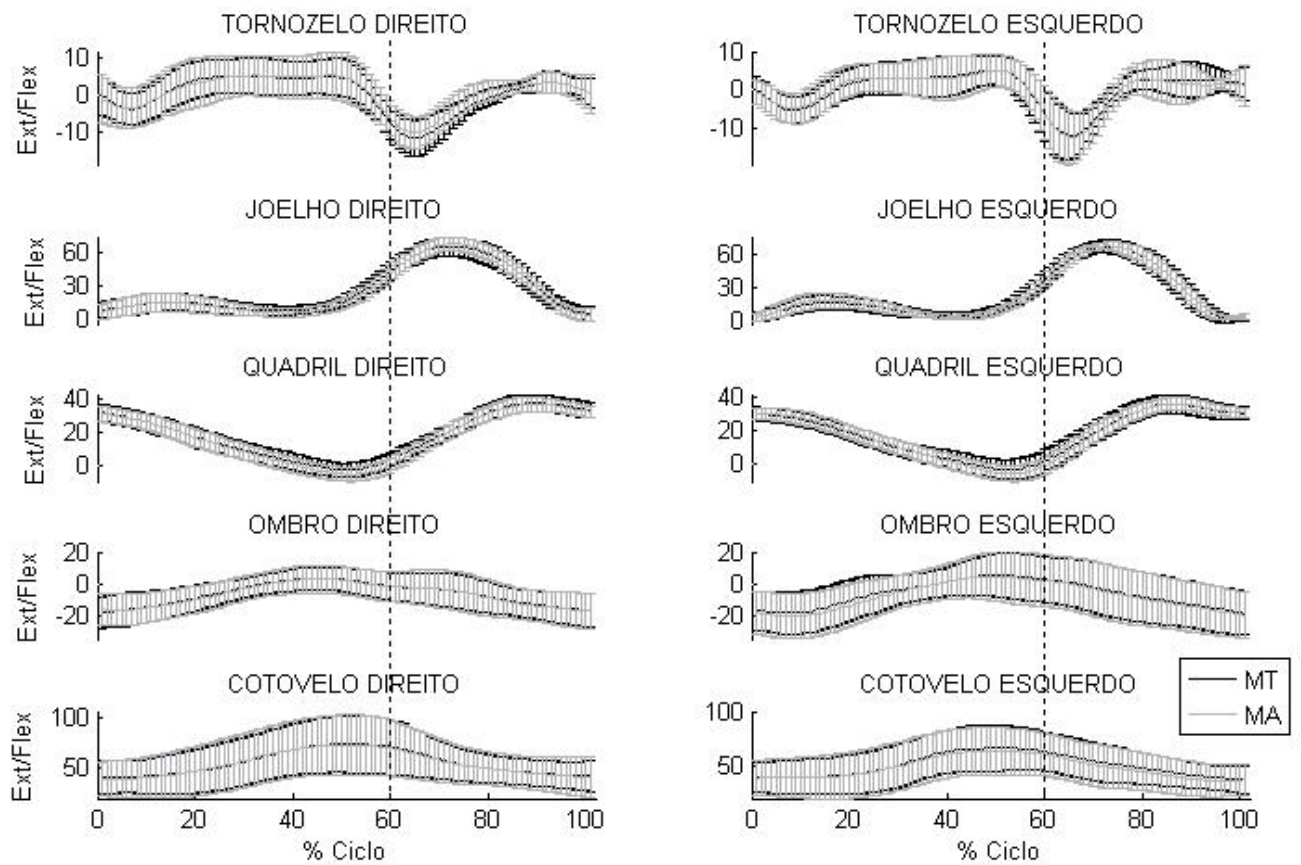 TORNOZELO DIREITO
TORNOZELO ESQUERDO
Ext/Flex
10
0
-10
10
0
-10
JOELHO DIREITO
JOELHO ESQUERDO
Ext/Flex
60
30
0
60
30
0
QUADRIL DIREITO
QUADRIL ESQUERDO
Ext/Flex
40
20
0
40
20
0
OMBRO DIREITO
OMBRO ESQUERDO
Ext/Flex
20
0
-20
20
0
-20
COTOVELO DIREITO
COTOVELO ESQUERDO
MT
MA
Ext/Flex
100
50
100
50
0 20 40 60 80 100
0 20 40 60 80 100
% Ciclo
% Ciclo